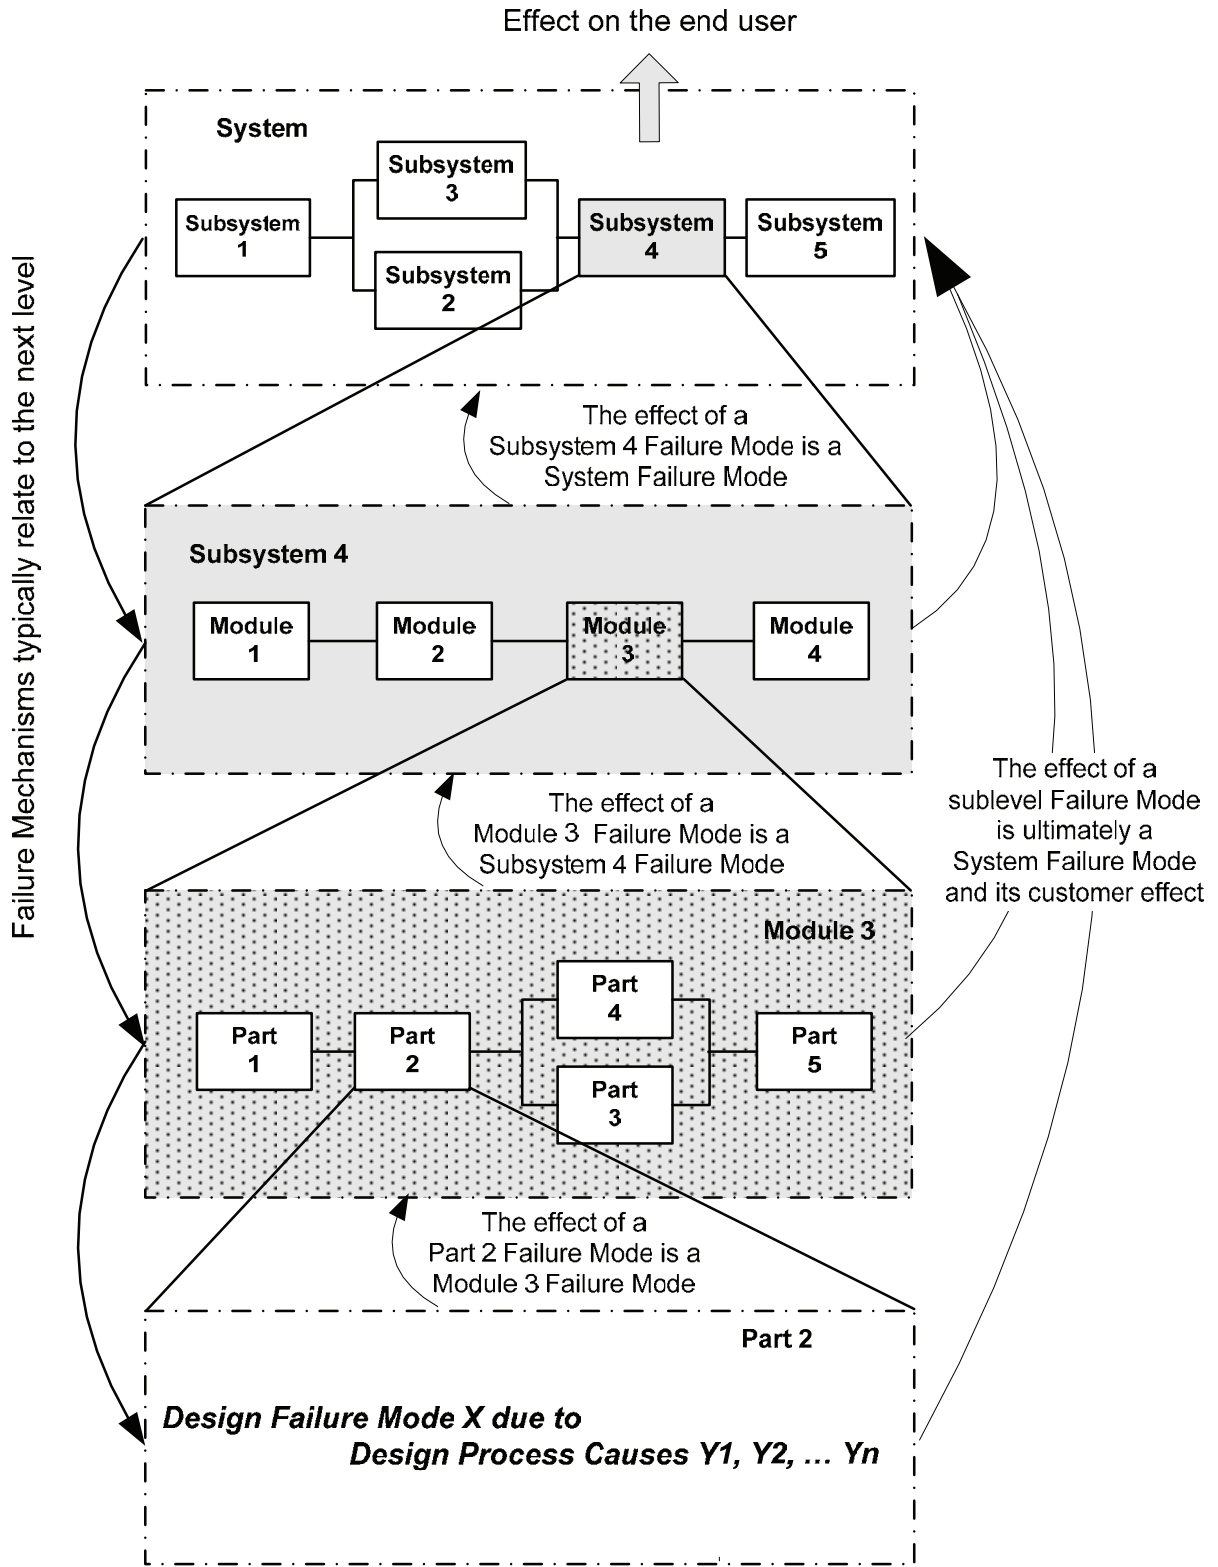 Effect on the end user
System
Subsystem
3
Subsystem
1
Subsystem
2
Subsystem
4
Subsystem
5
Failure Mechanisms typically relate to the next level
The effect of a
Subsystem 4 Failure Mode is a
System Failure Mode
Subsystem 4
Module
1
Module
2
Module
3
Module
4
The effect of a
sublevel Failure Mode
is ultimately a
System Failure Mode
and its customer effect
The effect of a
Module 3 Failure Mode is a
Subsystem 4 Failure Mode
Module 3
Part
1
Part
2
Part
4
Part
3
Part
5
The effect of a
Part 2 Failure Mode is a
Module 3 Failure Mode
Part 2
Design Failure Mode X due to
Design Process Causes Y1, Y2, ... Yn